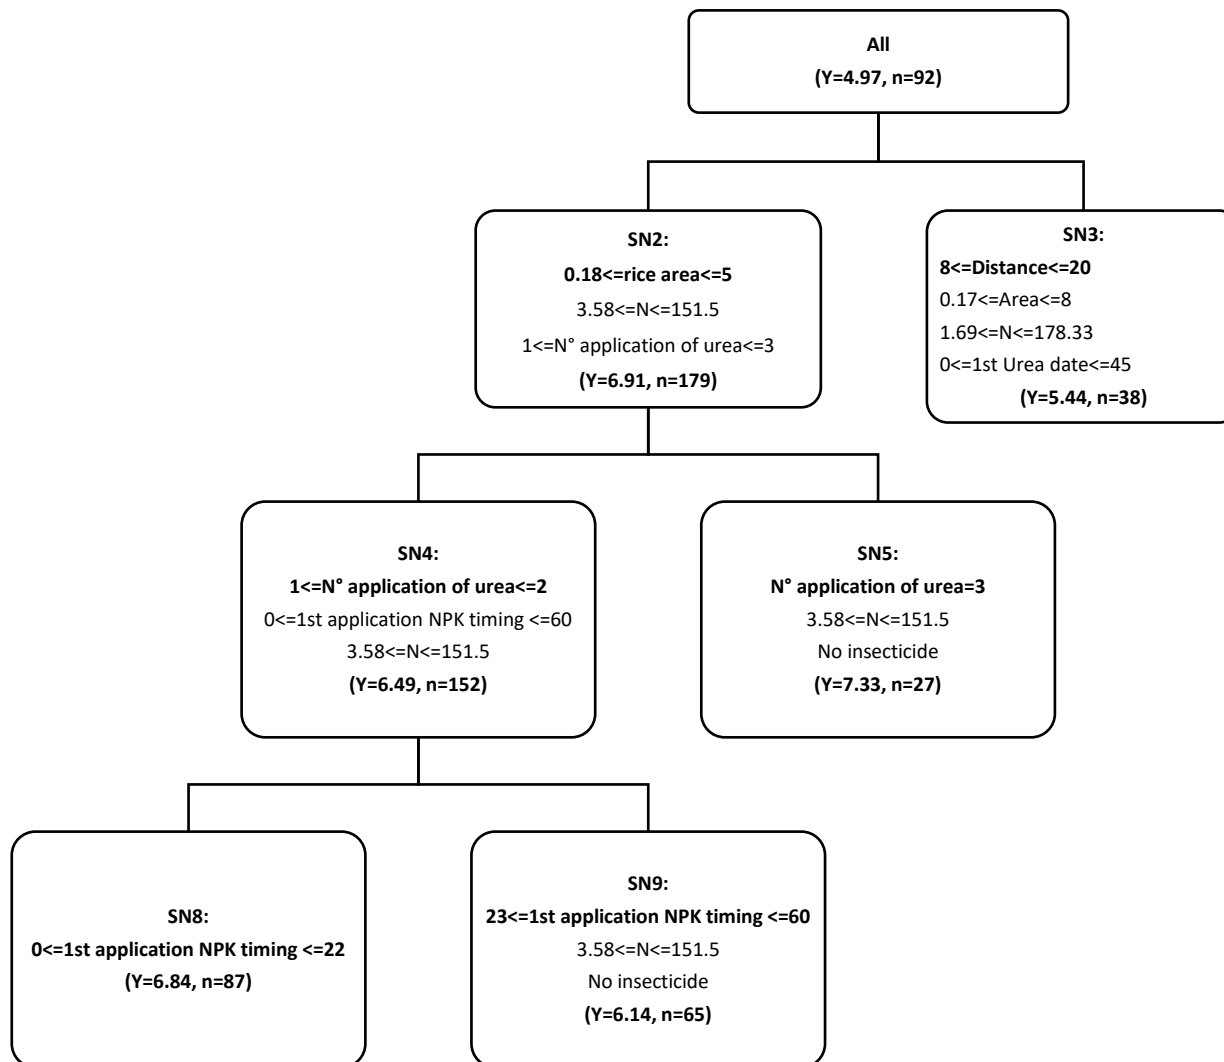 All
(Y=4.97, n=92)
SN2:
0.18<=rice area<=5
3.58<=N<=151.5
1<=N° application of urea<=3
(Y=6.91, n=179)
SN3:
8<=Distance<=20
0.17<=Area<=8
1.69<=N<=178.33
0<=1st Urea date<=45
(Y=5.44, n=38)
SN4:
1<=N° application of urea<=2
0<=1st application NPK timing <=60
3.58<=N<=151.5
(Y=6.49, n=152)
SN5:
N° application of urea=3
3.58<=N<=151.5
No insecticide
(Y=7.33, n=27)
SN8:
0<=1st application NPK timing <=22
(Y=6.84, n=87)
SN9:
23<=1st application NPK timing <=60
3.58<=N<=151.5
No insecticide
(Y=6.14, n=65)